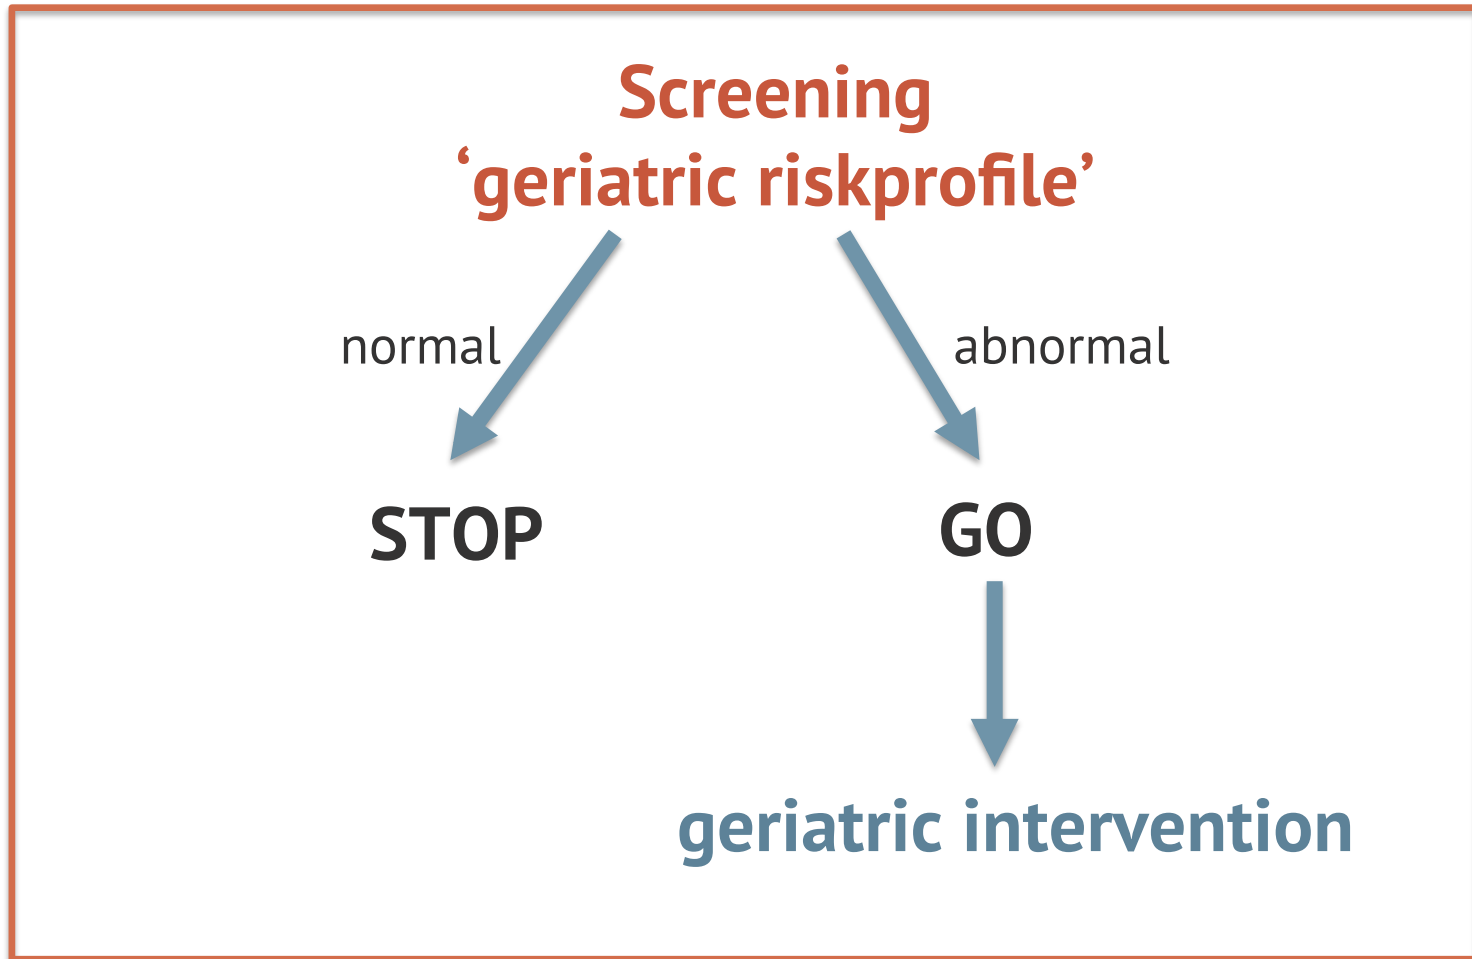 Screening
‘geriatric riskprofile’
normal
abnormal
STOP
GO
geriatric intervention